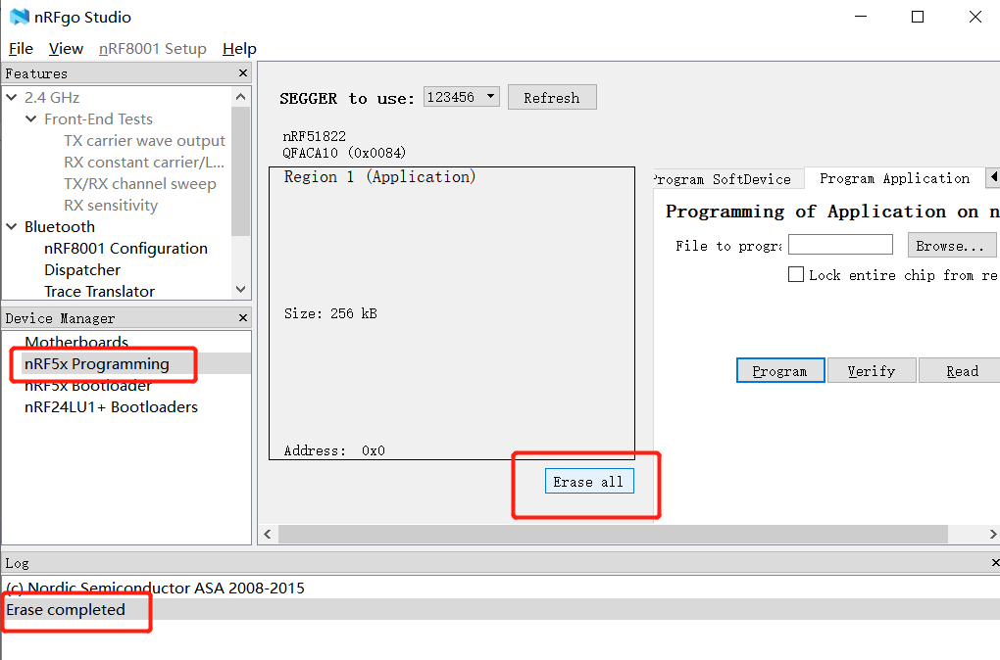 nRFgo Studio
File View nRF8001 Setup Help
Features
2.4 GHz
Front-End Tests
TX carrier wave output
RX constant carrier/L...
TX/RX channel sweep
RX sensitivity
Bluetooth
nRF8001 Configuration
Dispatcher
Trace Translator
Device Manager
Motherboards
nRF5x Programming
nRF5x Bootloader
nRF24LU1+ Bootloaders
SEGGER to use: 123456 Refresh
nRF51822
QFACA10 (0x0084)
Region 1 (Application)
Size: 256 kB
Address: 0x0
Erase all
Program SoftDevice Program Application
Programming of Application on n
File to progra Browse...
Lock entire chip from re
Program Verify Read
Log
(c) Nordic Semiconductor ASA 2008-2015
Erase completed